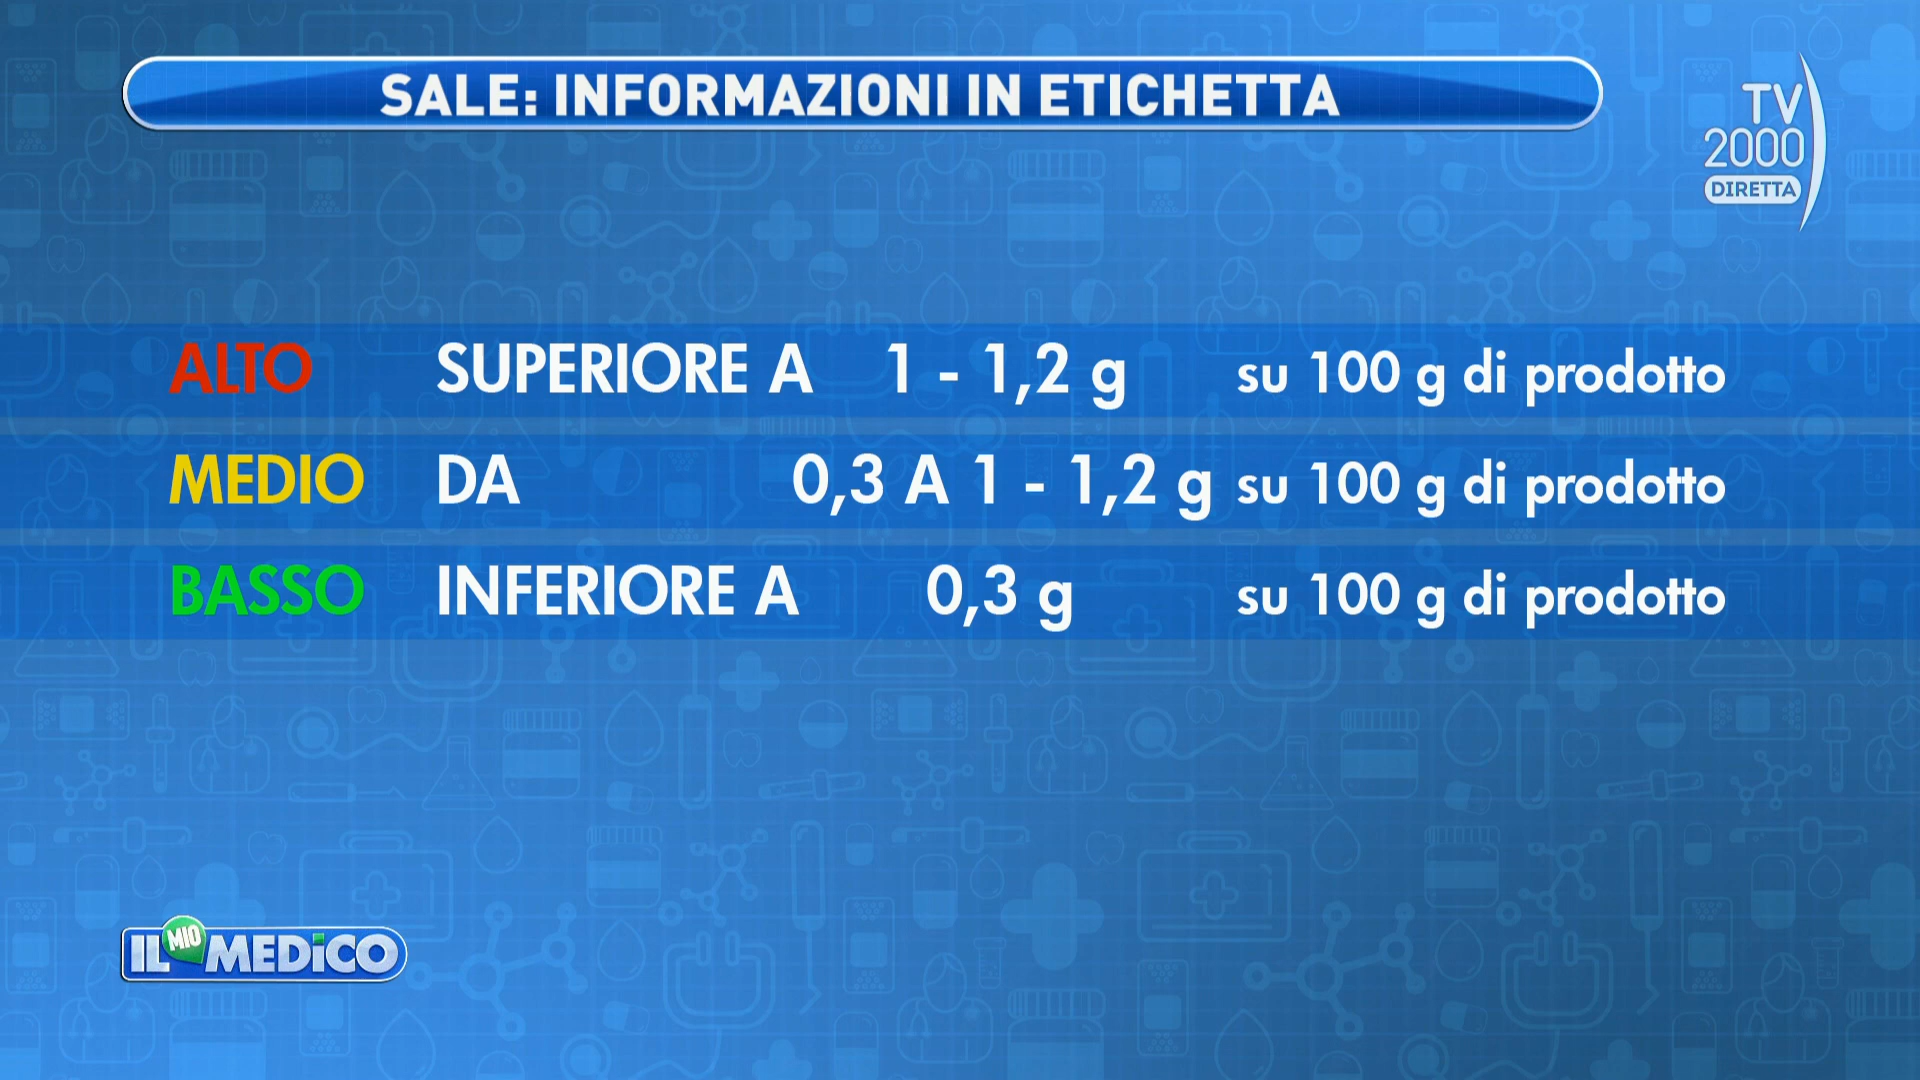 SALE: INFORMAZIONI IN ETICHETTA
TV
2000
DIRETTA
ALTO SUPERIORE A 1 - 1,2 g su 100 g di prodotto
MEDIO DA 0,3 A 1 - 1,2 g su 100 g di prodotto
BASSO INFERIORE A 0,3 g su 100 g di prodotto
IL MIO MEDICO